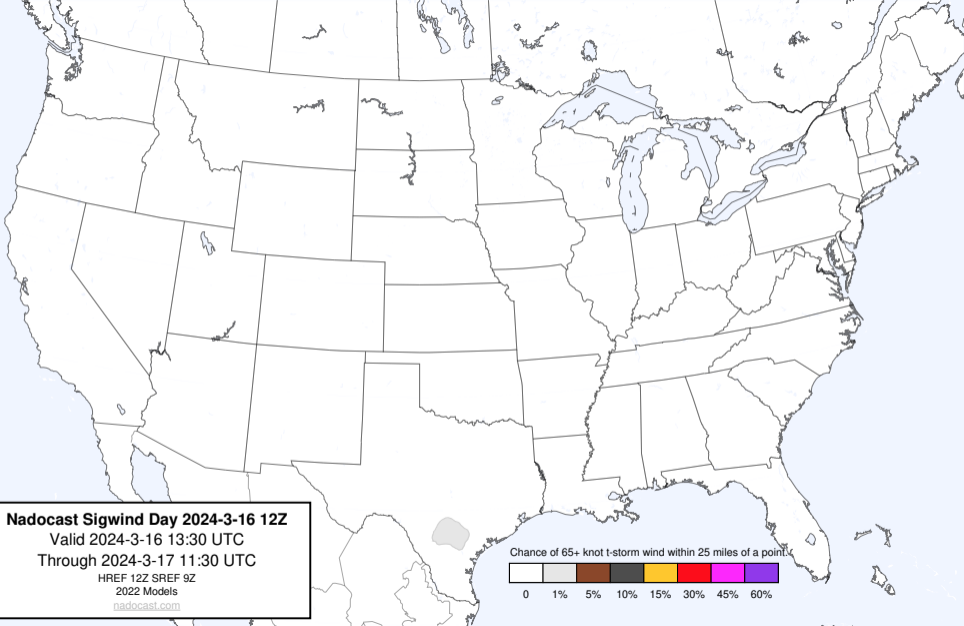 Nadocast Sigwind Day 2024-3-16 12Z
Valid 2024-3-16 13:30 UTC
Through 2024-3-17 11:30 UTC
HREF 12Z SREF 9Z
2022 Models
nadocast.com
Chance of 65+ knot t-storm wind within 25 miles of a point.
0 1% 5% 10% 15% 30% 45% 60%